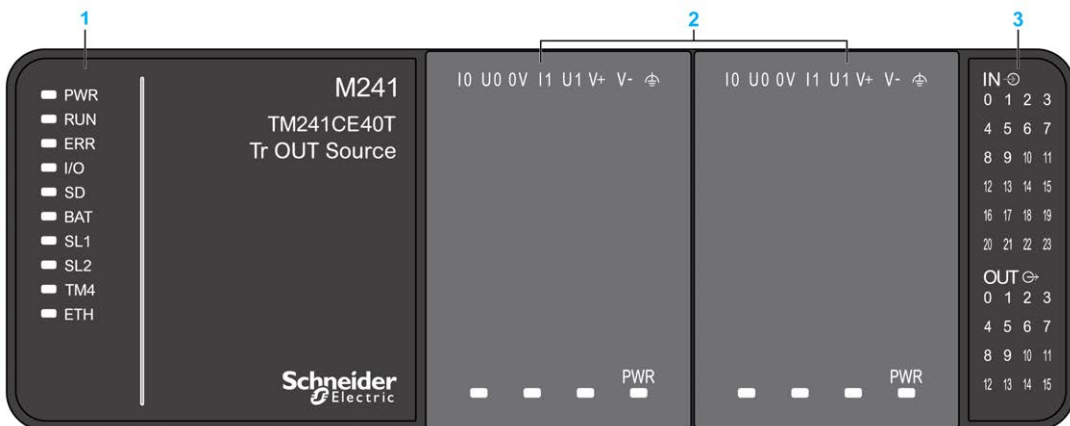 1
2
3
PWR
RUN
ERR
I/O
SD
BAT
SL1
SL2
TM4
ETH
M241
TM241CE40T
Tr OUT Source
Schneider
Electric
I0 U0 0V I1 U1 V+ V-
PWR
I0 U0 0V I1 U1 V+ V-
PWR
IN
0 1 2 3
4 5 6 7
8 9 10 11
12 13 14 15
16 17 18 19
20 21 22 23
OUT
0 1 2 3
4 5 6 7
8 9 10 11
12 13 14 15